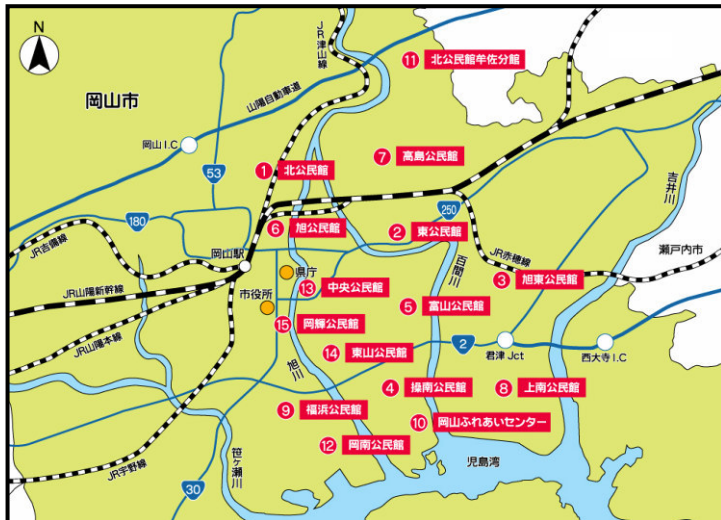 N
JR津山線
⑪ 北公民館牟佐分館
岡山市
山陽自動車道
岡山I.C
⑦ 高島公民館
① 北公民館
53
吉井川
180
250
⑥ 旭公民館
② 東公民館
JR吉備線
岡山駅
百間川
JR赤穂線
瀬戸内市
県庁
③ 旭東公民館
⑬ 中央公民館
JR山陽新幹線
市役所
⑤ 富山公民館
⑮ 岡輝公民館
JR山陽本線
⑭ 東山公民館
2
君津Jct
西大寺I.C
旭川
④ 操南公民館
⑧ 上南公民館
⑨ 福浜公民館
⑩ 岡山ふれあいセンター
⑫ 岡南公民館
笹ヶ瀬川
児島湾
JR宇野線
30